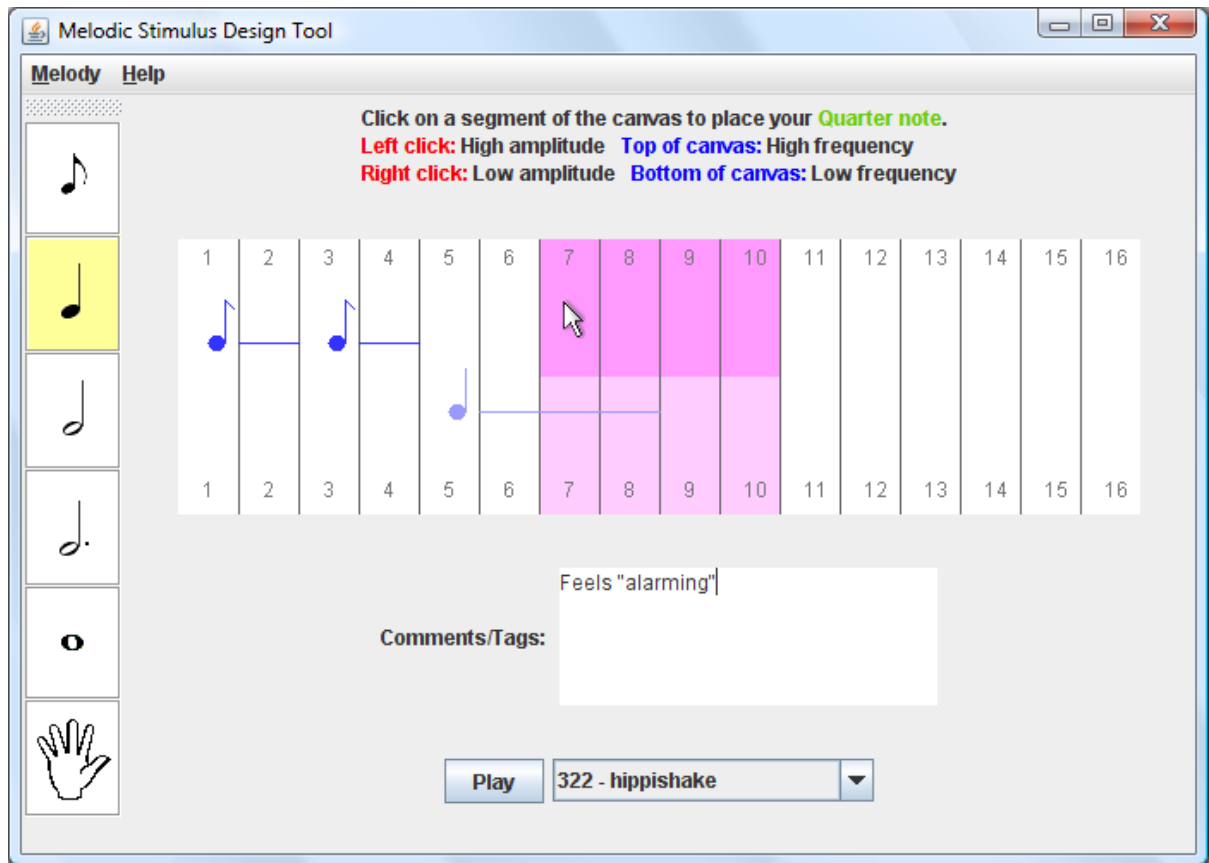 Melodic Stimulus Design Tool
Melody Help
Click on a segment of the canvas to place your Quarter note.
Left click: High amplitude Top of canvas: High frequency
Right click: Low amplitude Bottom of canvas: Low frequency
1 2 3 4 5 6 7 8 9 10 11 12 13 14 15 16
1 2 3 4 5 6 7 8 9 10 11 12 13 14 15 16
Feels "alarming"
Comments/Tags:
Play 322 - hippishake